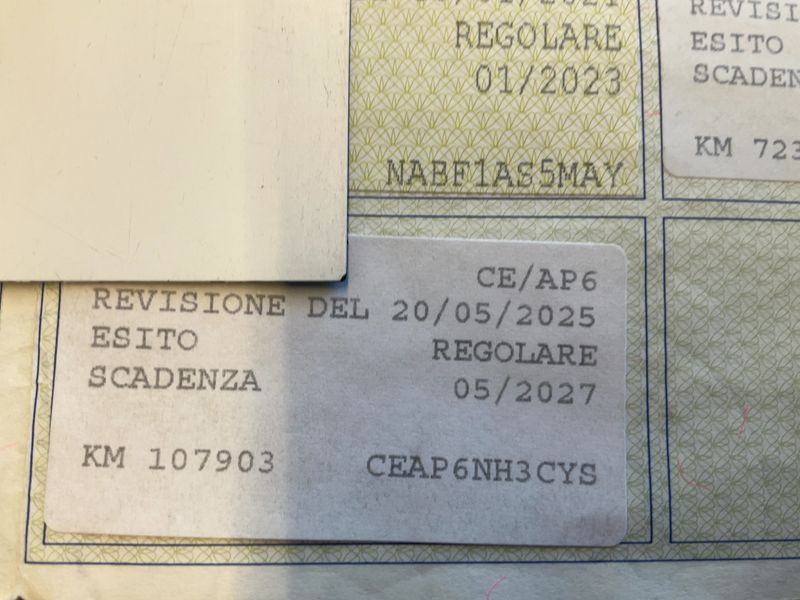 REGOLARE
01/2023
NABF1AS5MAY
REVISI
ESITO
SCADEN
KM 723
CE/AP6
REVISIONE DEL 20/05/2025
ESITO REGOLARE
SCADENZA 05/2027
KM 107903 CEAP6NH3CYS